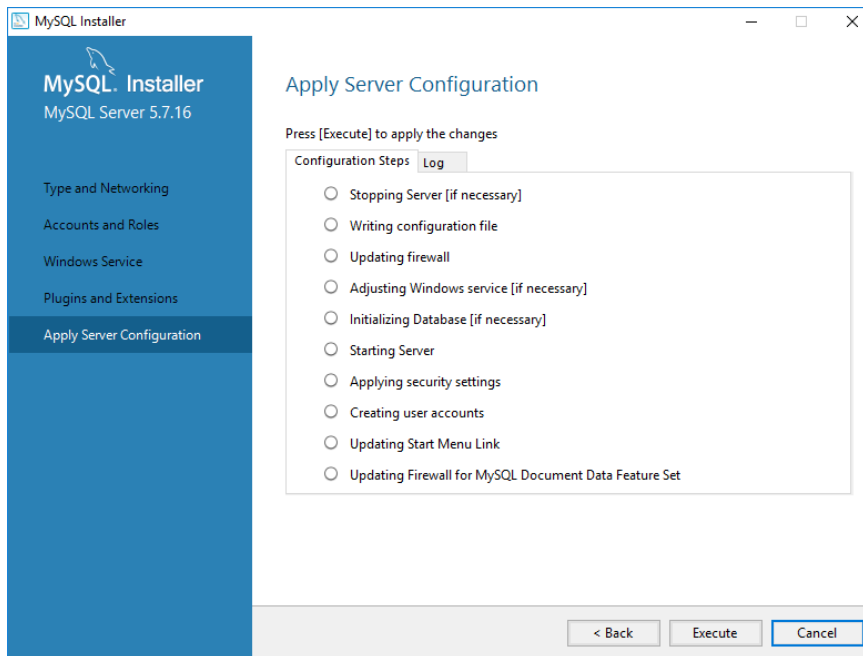 MySQL Installer
MySQL. Installer
MySQL Server 5.7.16
Type and Networking
Accounts and Roles
Windows Service
Plugins and Extensions
Apply Server Configuration
Apply Server Configuration
Press [Execute] to apply the changes
Configuration Steps Log
Stopping Server [if necessary]
Writing configuration file
Updating firewall
Adjusting Windows service [if necessary]
Initializing Database [if necessary]
Starting Server
Applying security settings
Creating user accounts
Updating Start Menu Link
Updating Firewall for MySQL Document Data Feature Set
< Back Execute Cancel